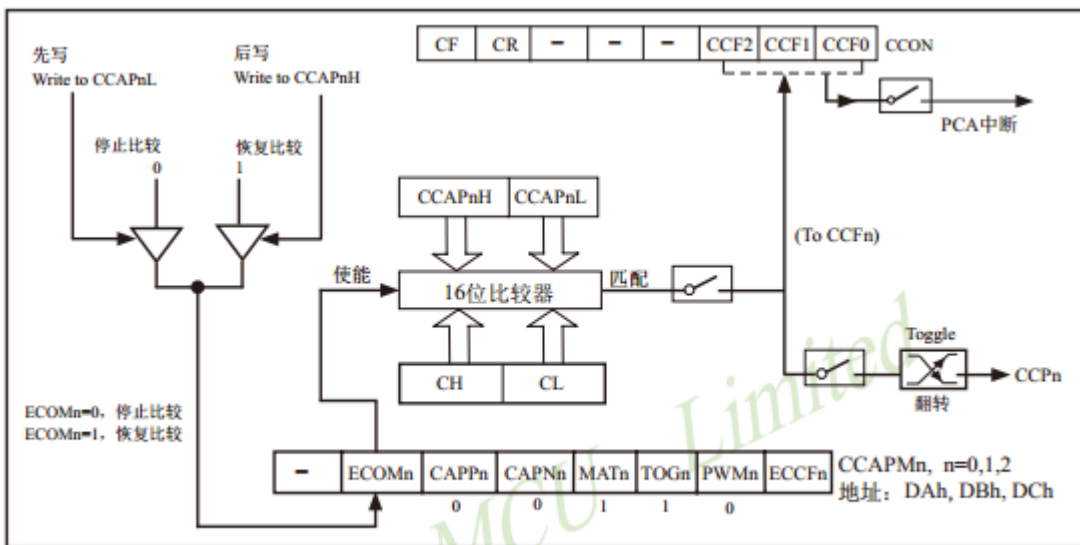 CF CR - - - CCF2 CCF1 CCF0 CCON
先写
Write to CCAPnL
后写
Write to CCAPnH
PCA中断
停止比较
0
恢复比较
1
CCAPnH CCAPnL
(To CCFn)
使能
16位比较器
匹配
CH CL
Toggle
CCPn
翻转
ECOMn=0，停止比较
ECOMn=1，恢复比较
- ECOMn CAPPn CAPNn MATn TOGn PWMn ECCFn
0 0 1 1 0
CCAPMn, n=0,1,2
地址：DAh, DBh, DCh
MCU Limited